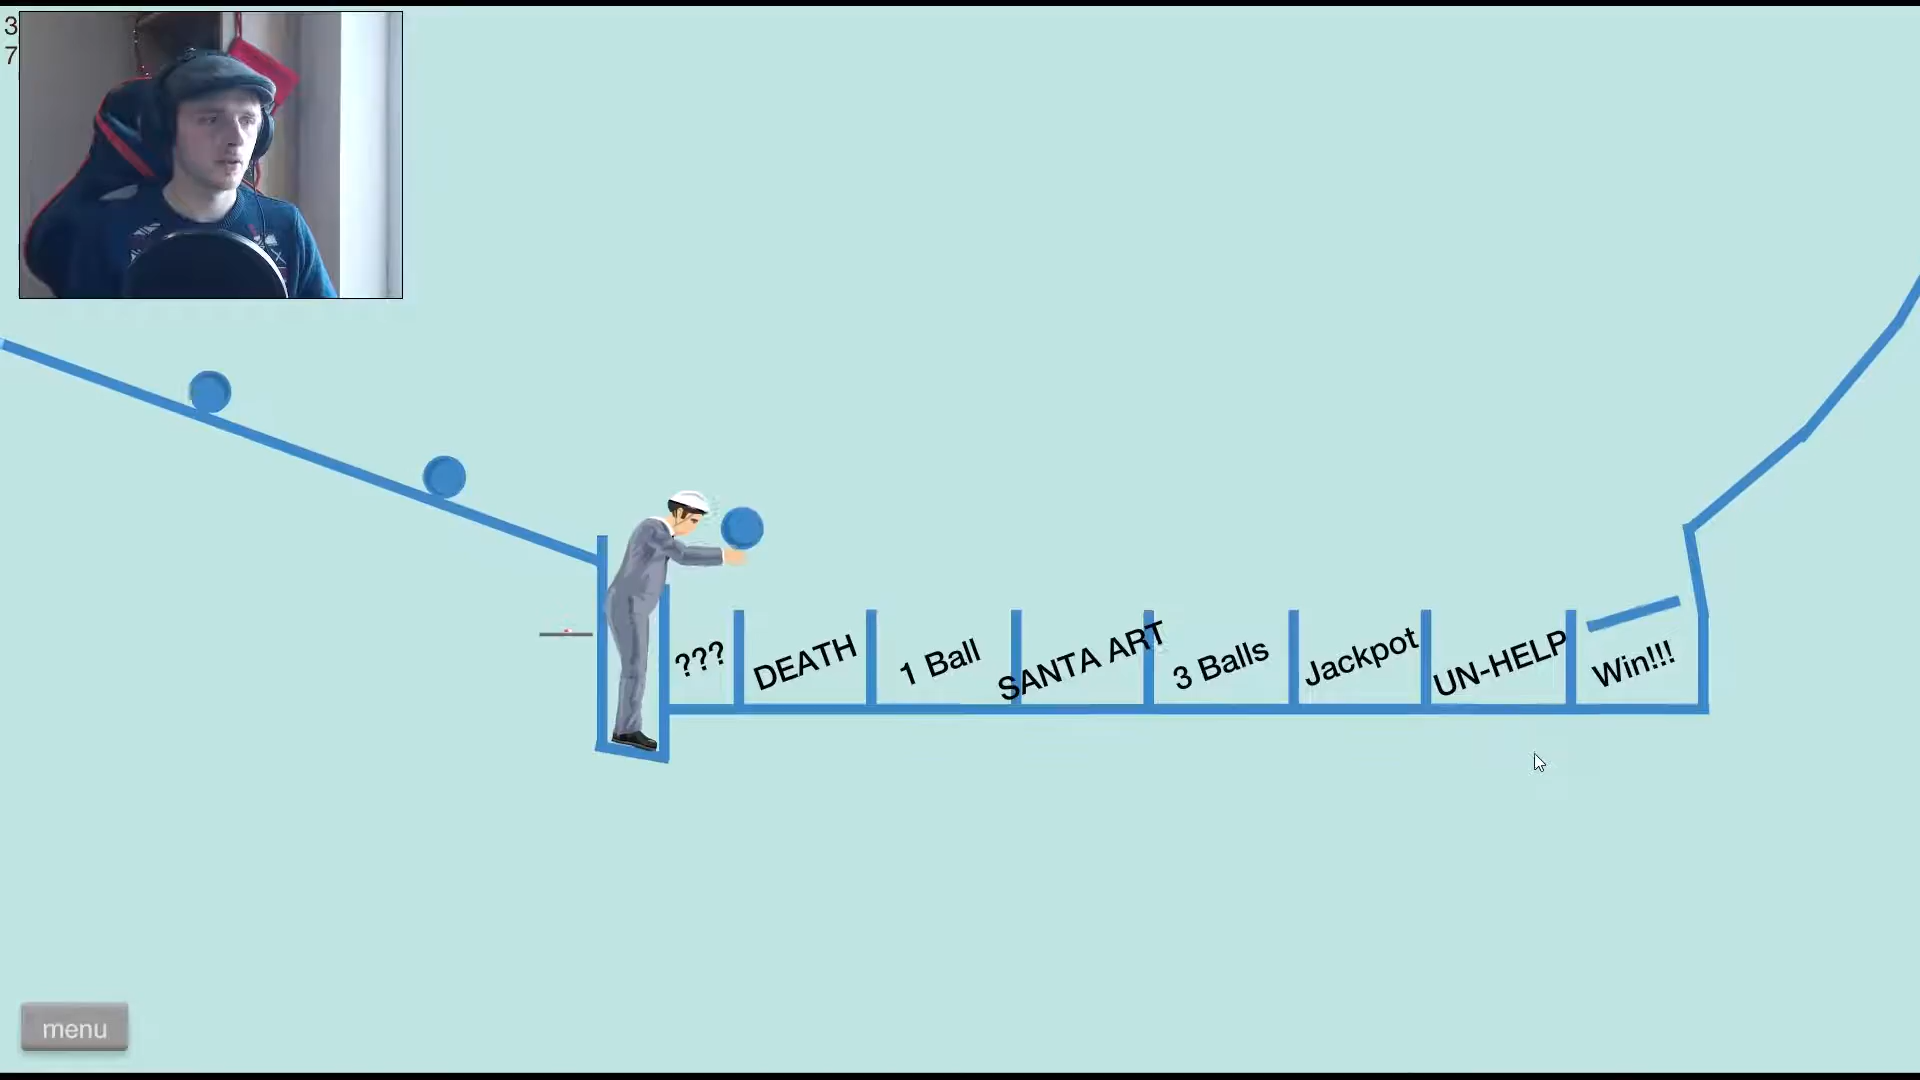 3
7
???
DEATH
1 Ball
SANTA ART
3 Balls
Jackpot
UN-HELP
Win!!!
menu